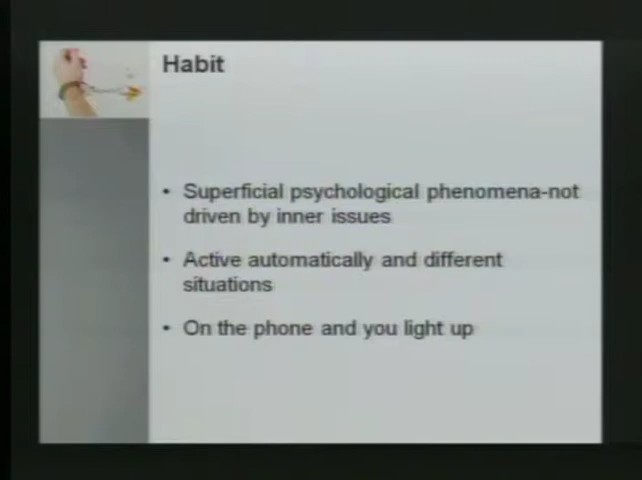 Habit
• Superficial psychological phenomena-not
driven by inner issues
• Active automatically and different
situations
• On the phone and you light up